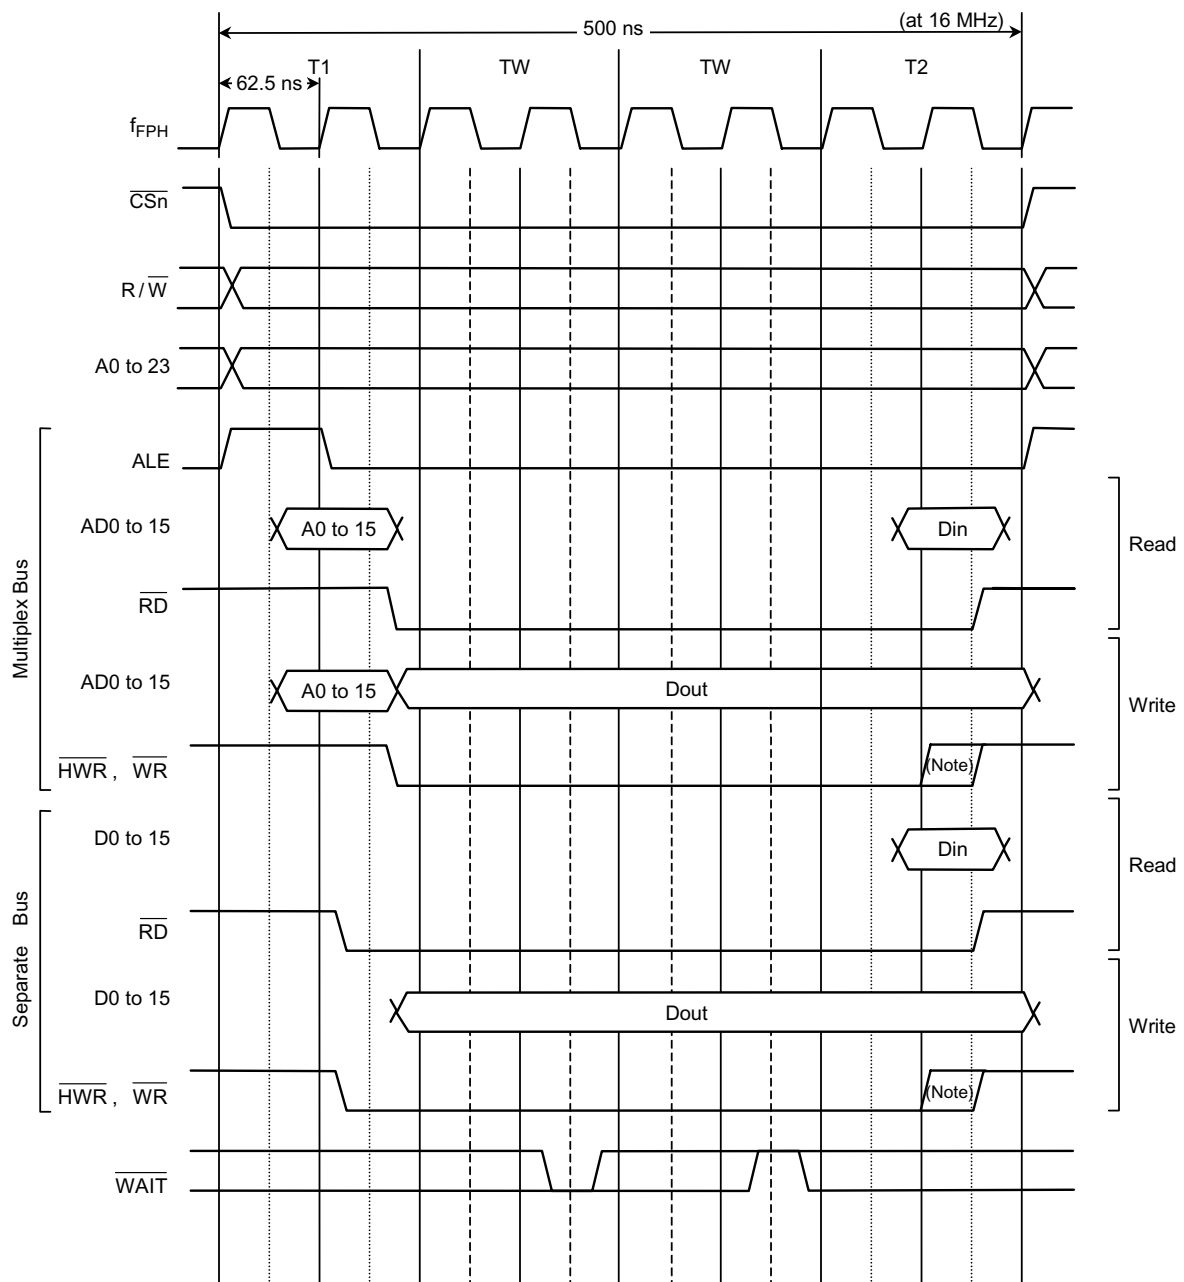 500 ns
(at 16 MHz)
T1 TW TW T2
62.5 ns
fFPH
CSn
R/W
A0 to 23
Multiplex Bus
ALE
AD0 to 15 A0 to 15 Din
Read
RD
AD0 to 15 A0 to 15 Dout
Write
HWR, WR (Note)
Separate Bus
D0 to 15 Din
Read
RD
D0 to 15 Dout
Write
HWR, WR (Note)
WAIT